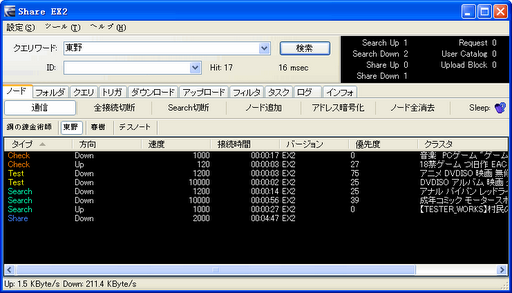 Share EX2
設定(S) ツール(T) ヘルプ(H)
クエリワード: 東野 検索
ID: Hit: 17 16 msec
Search Up 1 Request 0
Search Down 2 User Catalog 0
Share Up 0 Upload Block 0
Share Down 1
ノード フォルダ クエリ トリガ ダウンロード アップロード フィルタ タスク ログ インフォ
通信 全接続切断 Search切断 ノード追加 アドレス暗号化 ノード全消去 Sleep:
鋼の錬金術師 東野 春樹 デスノート
タイプ 方向 速度 接続時間 バージョン 優先度 クラスタ
Check Down 1000 00:00:17 EX2 0 音楽 PCゲーム "ゲーム
Check Up 120 00:00:03 EX2 27 18禁ゲーム つ旧作 EAC
Test Down 120 00:00:03 EX2 75 アニメ DVDISO 映画 無修
Test Down 10000 00:00:02 EX2 25 DVDISO アルバム 映画
Search Down 120 00:00:14 EX2 25 アナル パイパン レッドラ
Search Down 10000 00:00:56 EX2 39 成年コミック モータースポ
Search Up 1000 00:00:27 EX2 0 【TESTER_WORKS】村民の
Share Down 2000 00:04:47 EX2
Up: 1.5 KByte/s Down: 211.4 KByte/s